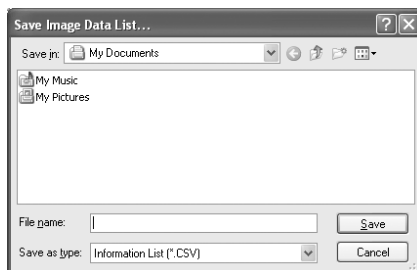 Save Image Data List...
Save in: My Documents
My Music
My Pictures
File name: Save
Save as type: Information List (*.CSV) Cancel